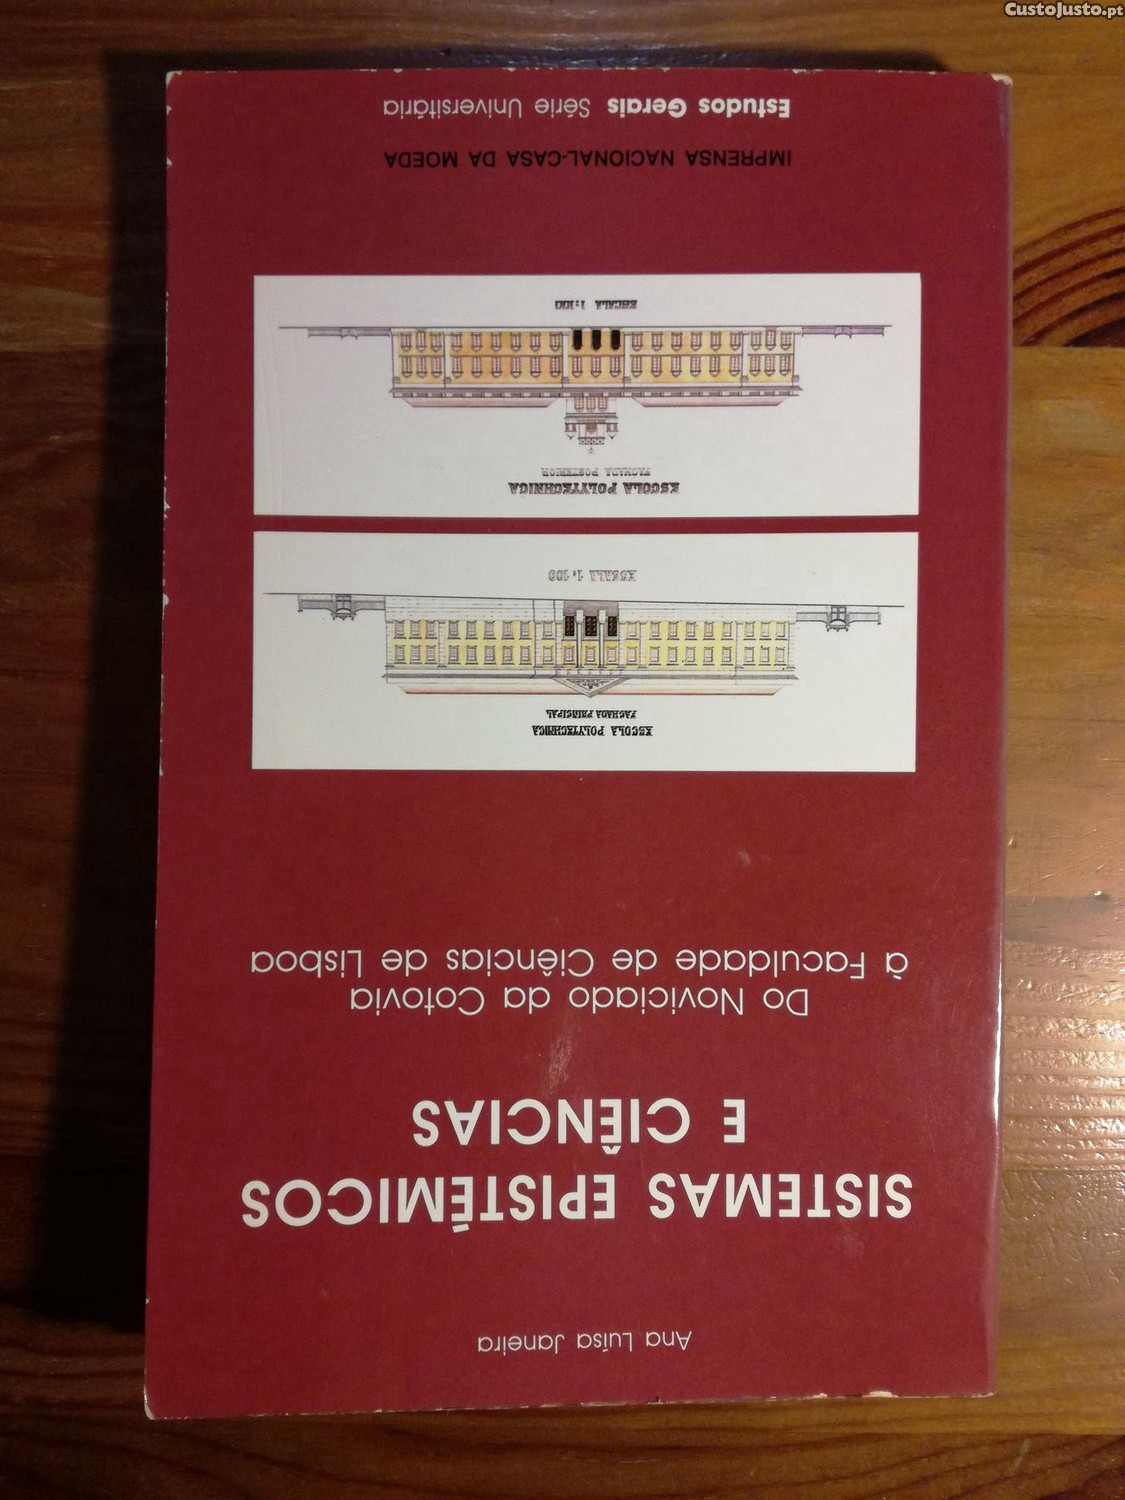 CustoJusto.pt
Ana Luísa Janeira
SISTEMAS EPISTÉMICOS
E CIÊNCIAS
Do Noviciado da Cotovia
à Faculdade de Ciências de Lisboa
ESCOLA POLYTECHNICA
FACHADA PRINCIPAL
ESCALA 1:100
ESCOLA POLYTECHNICA
FACHADA POSTERIOR
ESCALA 1:100
IMPRENSA NACIONAL-CASA DA MOEDA
Estudos Gerais Série Universitária